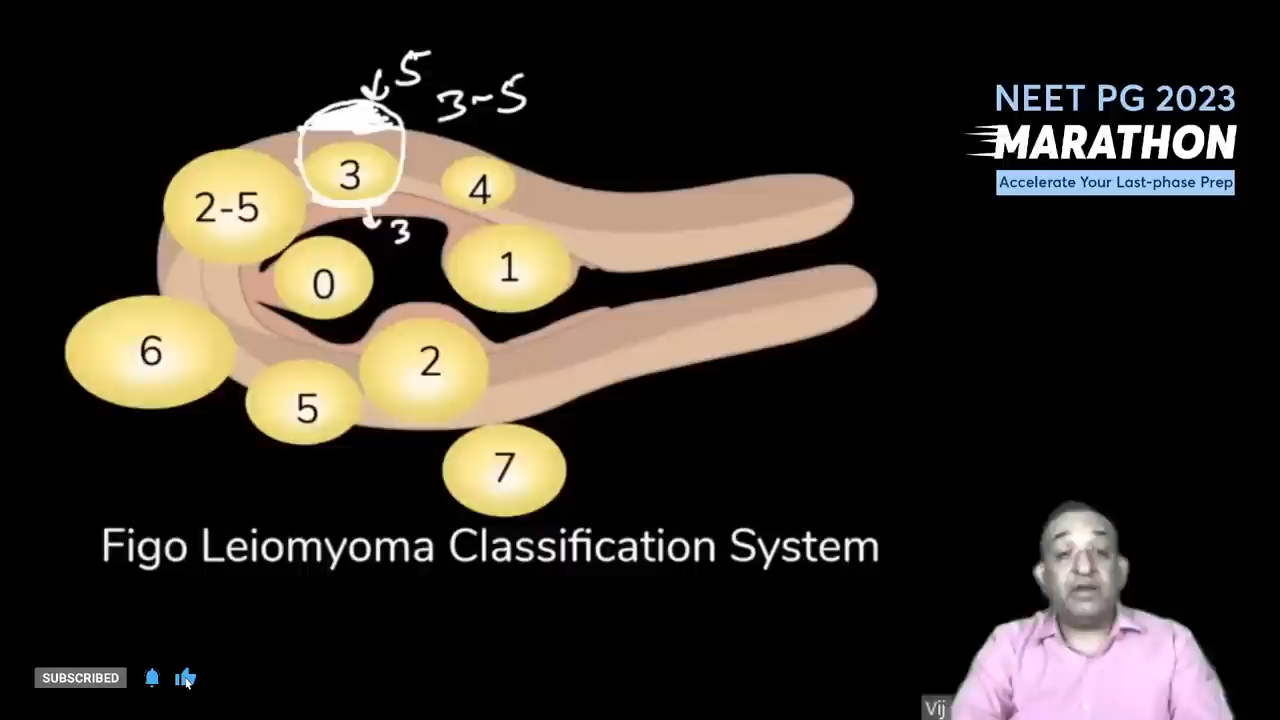 5
3-5
NEET PG 2023
MARATHON
Accelerate Your Last-phase Prep
3
4
2-5
3
0
1
6
2
5
7
Figo Leiomyoma Classification System
SUBSCRIBED
Vij